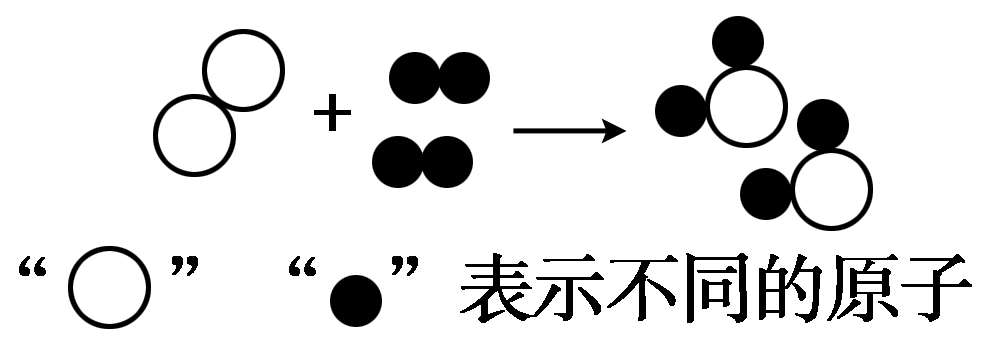 +
“ ” “ ” 表示不同的原子